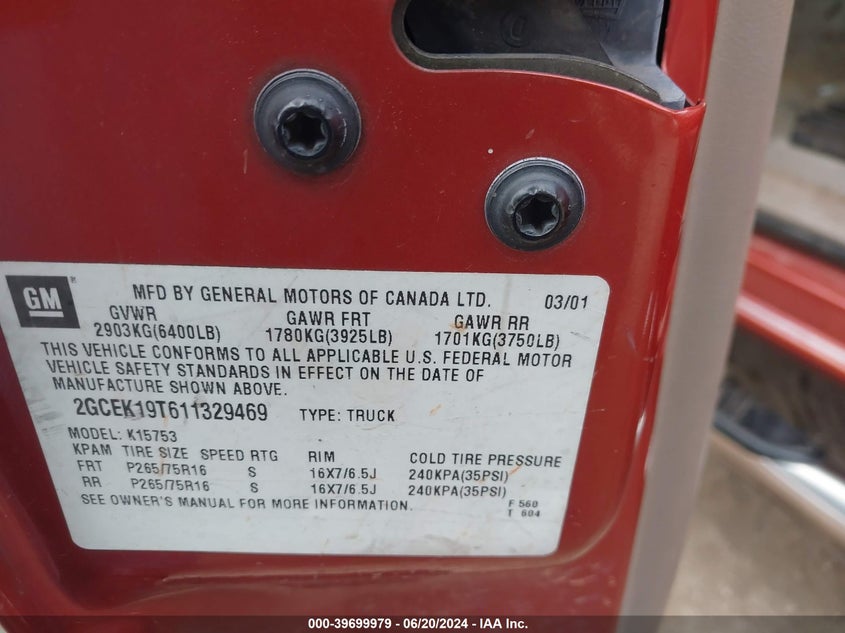 GM
MFD BY GENERAL MOTORS OF CANADA LTD. 03/01
GVWR GAWR FRT GAWR RR
2903KG(6400LB) 1780KG(3925LB) 1701KG(3750LB)
THIS VEHICLE CONFORMS TO ALL APPLICABLE U.S. FEDERAL MOTOR
VEHICLE SAFETY STANDARDS IN EFFECT ON THE DATE OF
MANUFACTURE SHOWN ABOVE.
2GCEK19T611329469 TYPE: TRUCK
MODEL: K15753
KPAM TIRE SIZE SPEED RTG RIM COLD TIRE PRESSURE
FRT P265/75R16 S 16X7/6.5J 240KPA(35PSI)
RR P265/75R16 S 16X7/6.5J 240KPA(35PSI)
SEE OWNER'S MANUAL FOR MORE INFORMATION.
F 560
T 604
000-39699979 / 06/20/2024 - IAA Inc.